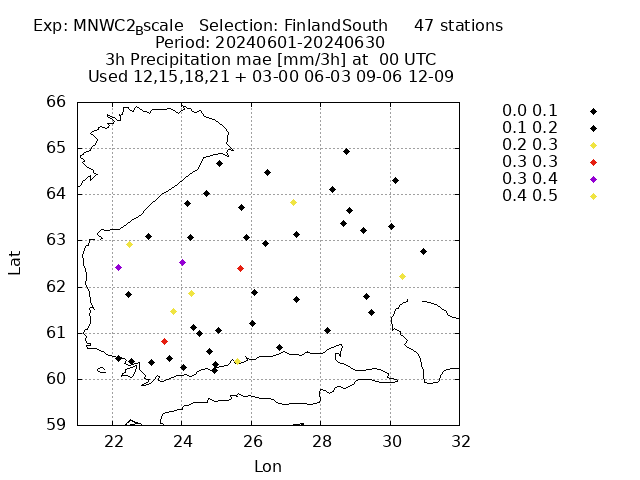 Exp: MNWC2Bscale   Selection: FinlandSouth     47 stations
Period: 20240601-20240630
3h Precipitation mae [mm/3h] at  00 UTC
Used 12,15,18,21 + 03-00 06-03 09-06 12-09
0.0 0.1
0.1 0.2
0.2 0.3
0.3 0.3
0.3 0.4
0.4 0.5
66
65
64
63
62
61
60
59
Lat
22 24 26 28 30 32
Lon